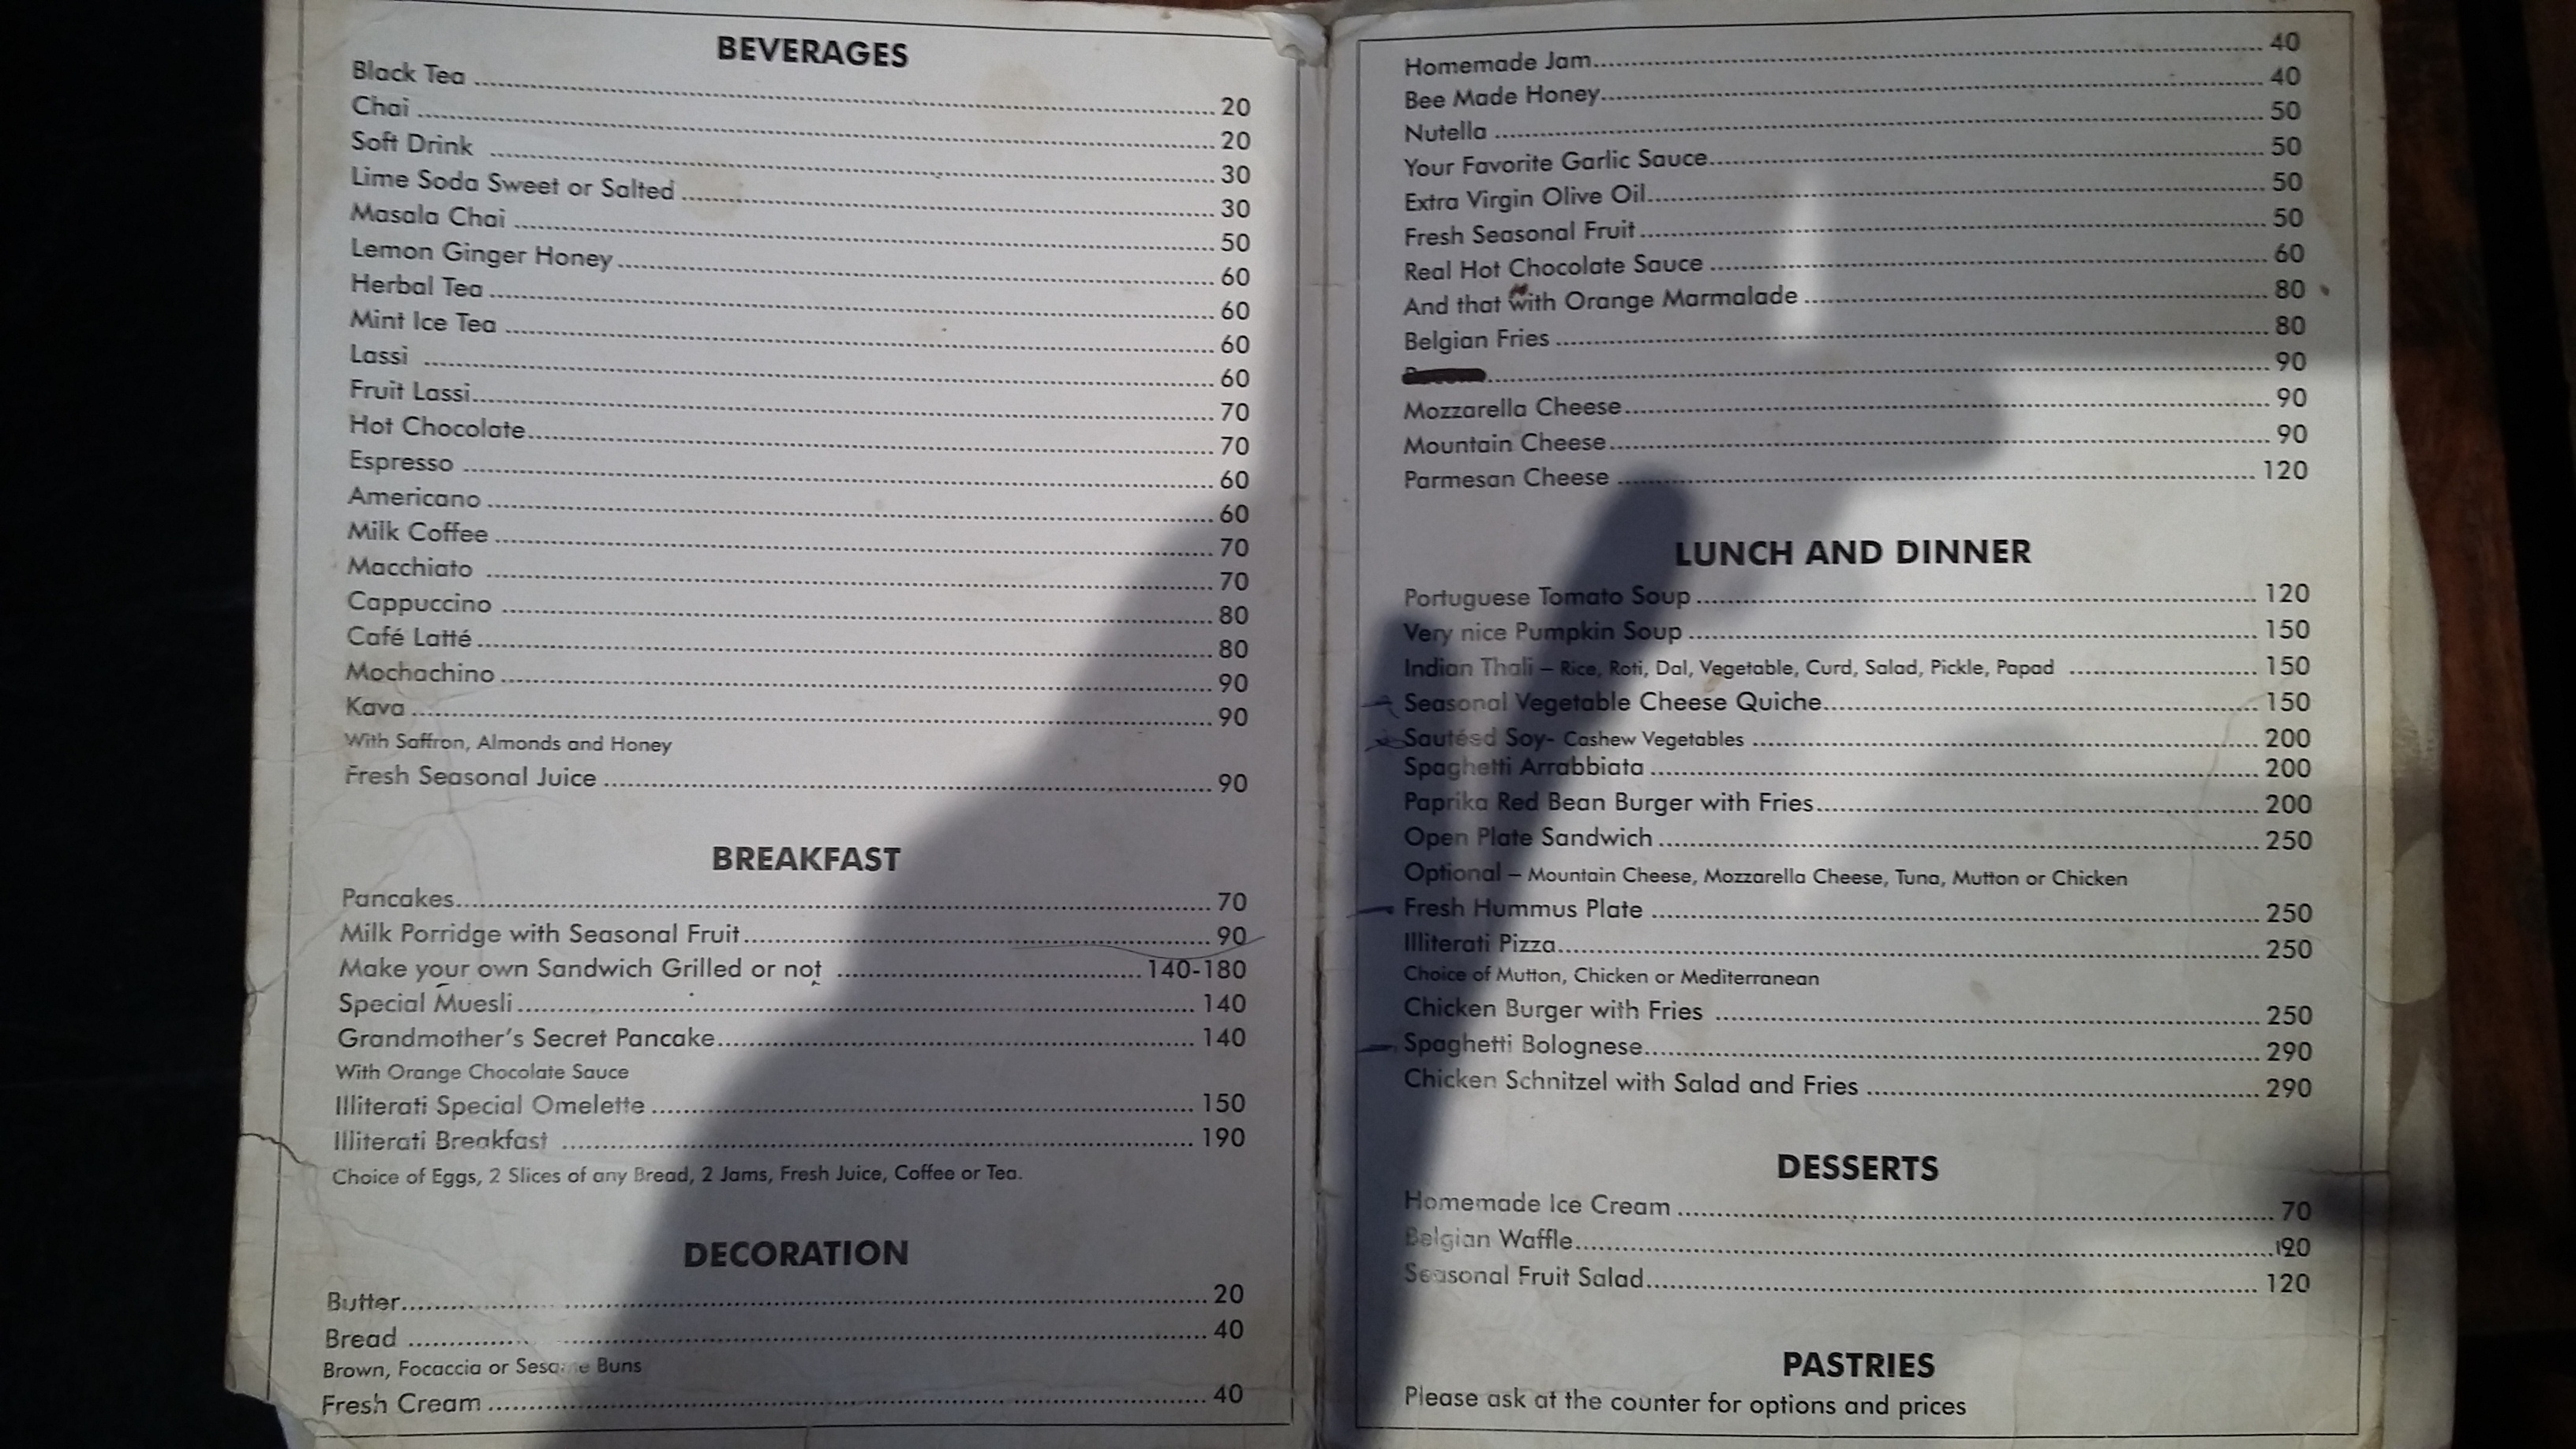 BEVERAGES
Black Tea 20
Chai 20
Soft Drink 30
Lime Soda Sweet or Salted 30
Masala Chai 50
Lemon Ginger Honey 60
Herbal Tea 60
Mint Ice Tea 60
Lassi 60
Fruit Lassi 70
Hot Chocolate 70
Espresso 60
Americano 60
Milk Coffee 70
Macchiato 70
Cappuccino 80
Café Latté 80
Mochachino 90
Kava 90
With Saffron, Almonds and Honey
Fresh Seasonal Juice 90
BREAKFAST
Pancakes 70
Milk Porridge with Seasonal Fruit 90
Make your own Sandwich Grilled or not 140-180
Special Muesli 140
Grandmother's Secret Pancake 140
With Orange Chocolate Sauce
Illiterati Special Omelette 150
Illiterati Breakfast 190
Choice of Eggs, 2 Slices of any Bread, 2 Jams, Fresh Juice, Coffee or Tea.
DECORATION
Butter 20
Bread 40
Brown, Focaccia or Sesame Buns
Fresh Cream 40
Homemade Jam 40
Bee Made Honey 40
Nutella 50
Your Favorite Garlic Sauce 50
Extra Virgin Olive Oil 50
Fresh Seasonal Fruit 50
Real Hot Chocolate Sauce 60
And that with Orange Marmalade 80
Belgian Fries 80
90
Mozzarella Cheese 90
Mountain Cheese 90
Parmesan Cheese 120
LUNCH AND DINNER
Portuguese Tomato Soup 120
Very nice Pumpkin Soup 150
Indian Thali – Rice, Roti, Dal, Vegetable, Curd, Salad, Pickle, Papad 150
Seasonal Vegetable Cheese Quiche 150
Sautésd Soy- Cashew Vegetables 200
Spaghetti Arrabbiata 200
Paprika Red Bean Burger with Fries 200
Open Plate Sandwich 250
Optional – Mountain Cheese, Mozzarella Cheese, Tuna, Mutton or Chicken
Fresh Hummus Plate 250
Illiterati Pizza 250
Choice of Mutton, Chicken or Mediterranean
Chicken Burger with Fries 250
Spaghetti Bolognese 290
Chicken Schnitzel with Salad and Fries 290
DESSERTS
Homemade Ice Cream 70
Belgian Waffle 120
Seasonal Fruit Salad 120
PASTRIES
Please ask at the counter for options and prices